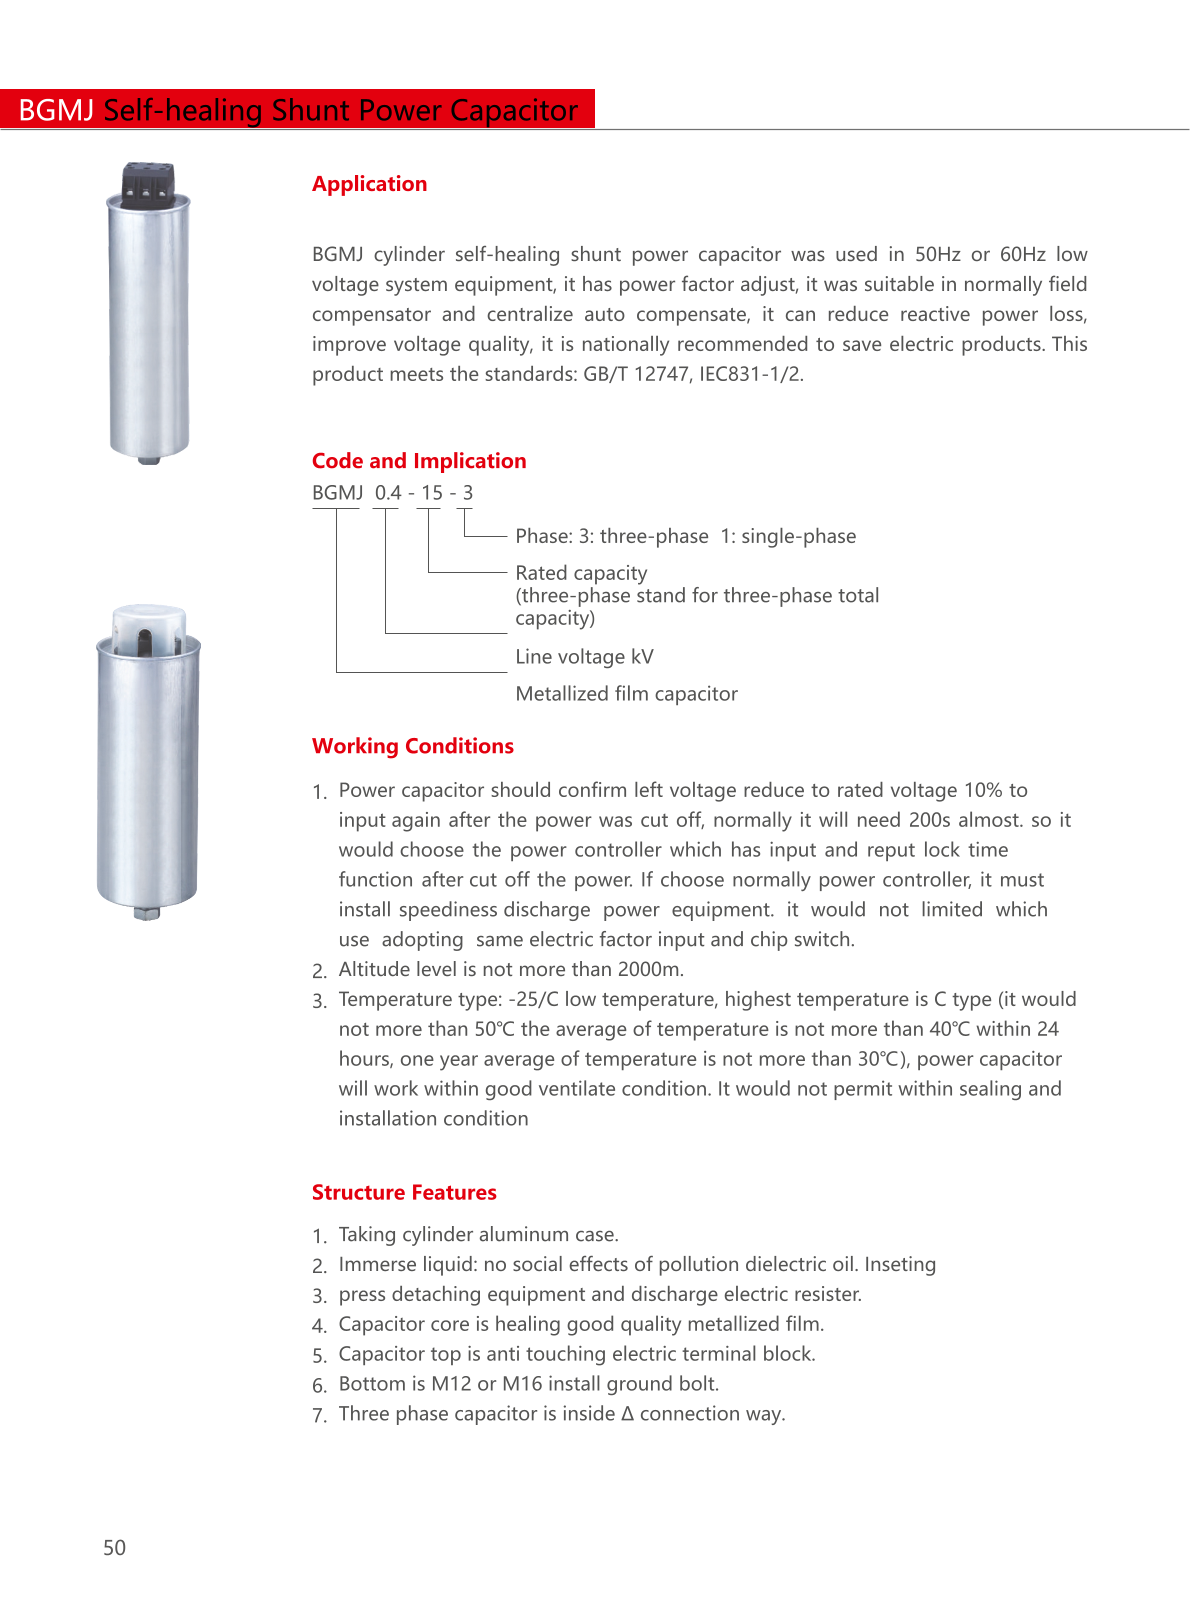 BGMJ Self-healing Shunt Power Capacitor
Application
BGMJ cylinder self-healing shunt power capacitor was used in 50Hz or 60Hz low
voltage system equipment, it has power factor adjust, it was suitable in normally field
compensator and centralize auto compensate, it can reduce reactive power loss,
improve voltage quality, it is nationally recommended to save electric products. This
product meets the standards: GB/T 12747, IEC831-1/2.
Code and Implication
BGMJ 0.4 - 15 - 3
Phase: 3: three-phase 1: single-phase
Rated capacity
(three-phase stand for three-phase total
capacity)
Line voltage kV
Metallized film capacitor
Working Conditions
1. Power capacitor should confirm left voltage reduce to rated voltage 10% to
input again after the power was cut off, normally it will need 200s almost. so it
would choose the power controller which has input and reput lock time
function after cut off the power. If choose normally power controller, it must
install speediness discharge power equipment. it would not limited which
use adopting same electric factor input and chip switch.
2. Altitude level is not more than 2000m.
3. Temperature type: -25/C low temperature, highest temperature is C type (it would
not more than 50℃ the average of temperature is not more than 40℃ within 24
hours, one year average of temperature is not more than 30℃), power capacitor
will work within good ventilate condition. It would not permit within sealing and
installation condition
Structure Features
1. Taking cylinder aluminum case.
2. Immerse liquid: no social effects of pollution dielectric oil. Inseting
3. press detaching equipment and discharge electric resister.
4. Capacitor core is healing good quality metallized film.
5. Capacitor top is anti touching electric terminal block.
6. Bottom is M12 or M16 install ground bolt.
7. Three phase capacitor is inside Δ connection way.
50